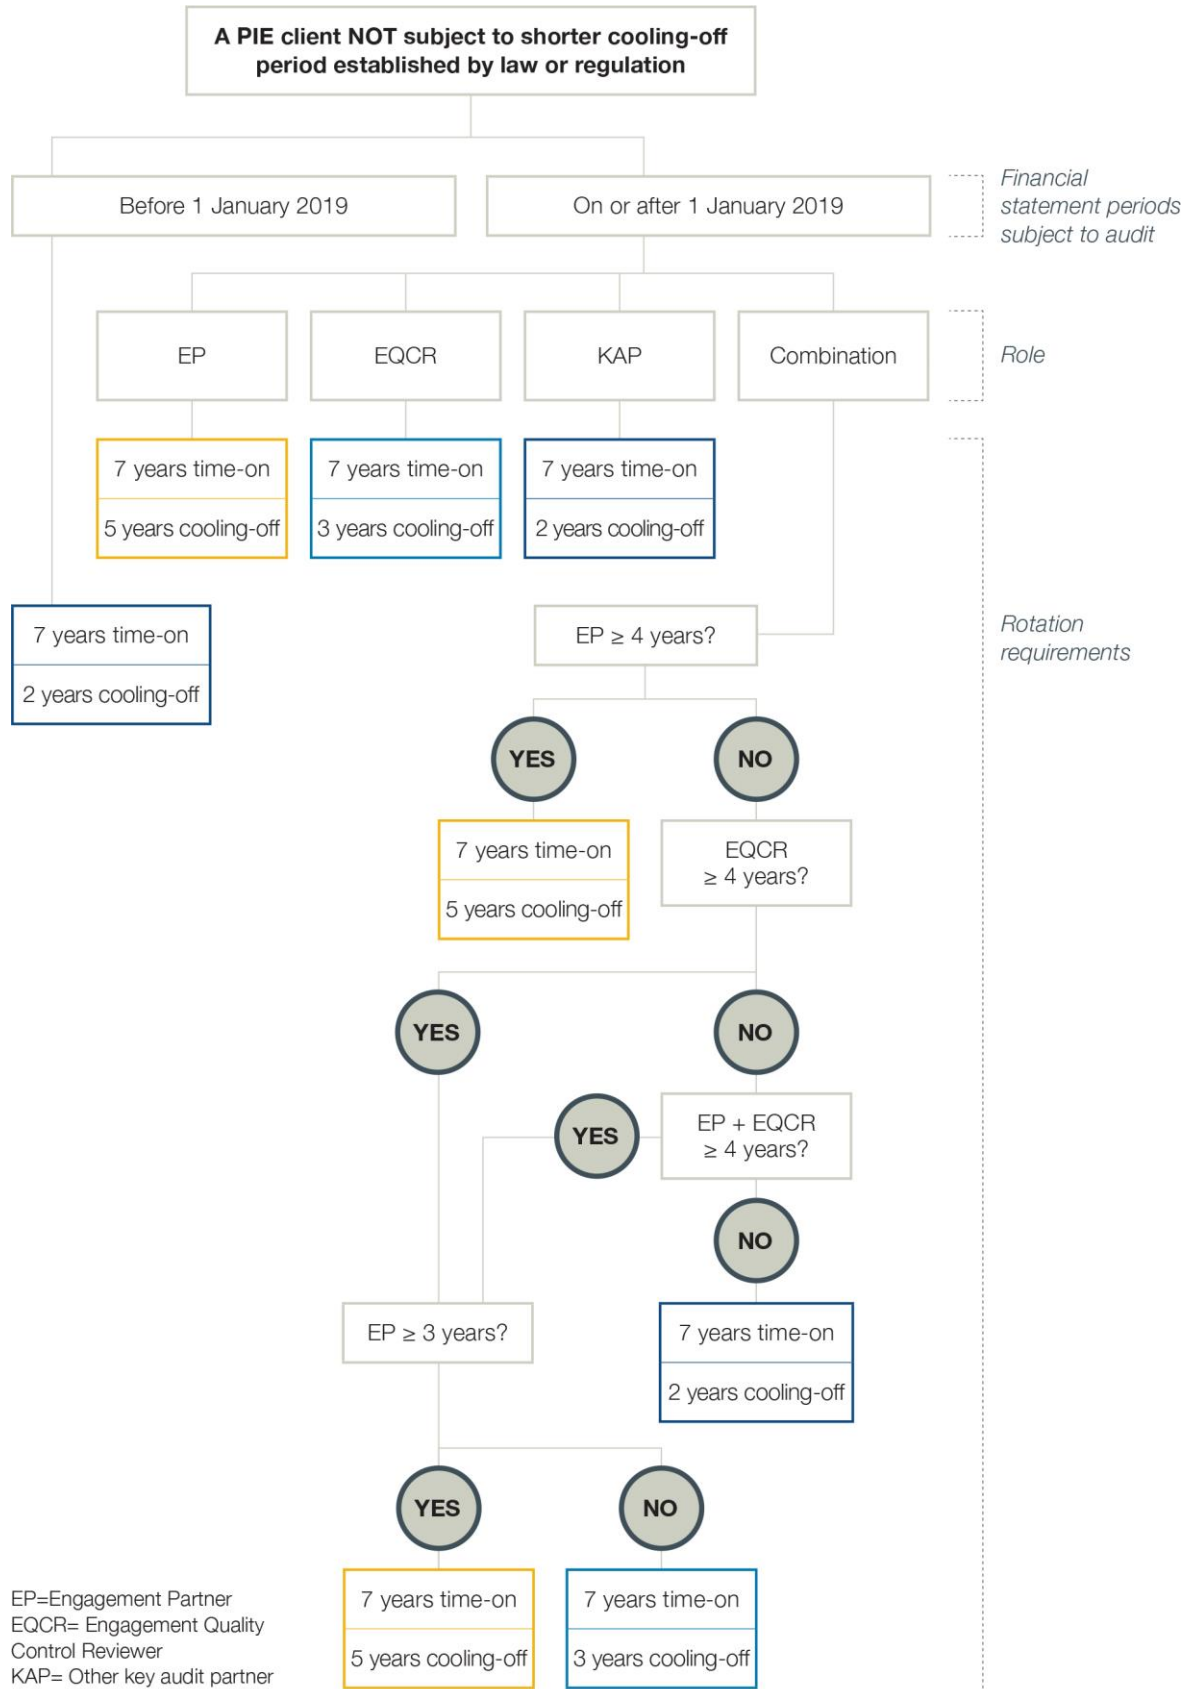 A PIE client NOT subject to shorter cooling-off
period established by law or regulation
Before 1 January 2019
On or after 1 January 2019
Financial
statement periods
subject to audit
EP
EQCR
KAP
Combination
Role
7 years time-on
5 years cooling-off
7 years time-on
3 years cooling-off
7 years time-on
2 years cooling-off
7 years time-on
2 years cooling-off
EP ≥ 4 years?
Rotation
requirements
YES
NO
7 years time-on
5 years cooling-off
EQCR
≥ 4 years?
YES
NO
YES
EP + EQCR
≥ 4 years?
NO
EP ≥ 3 years?
7 years time-on
2 years cooling-off
YES
NO
7 years time-on
5 years cooling-off
7 years time-on
3 years cooling-off
EP=Engagement Partner
EQCR= Engagement Quality
Control Reviewer
KAP= Other key audit partner